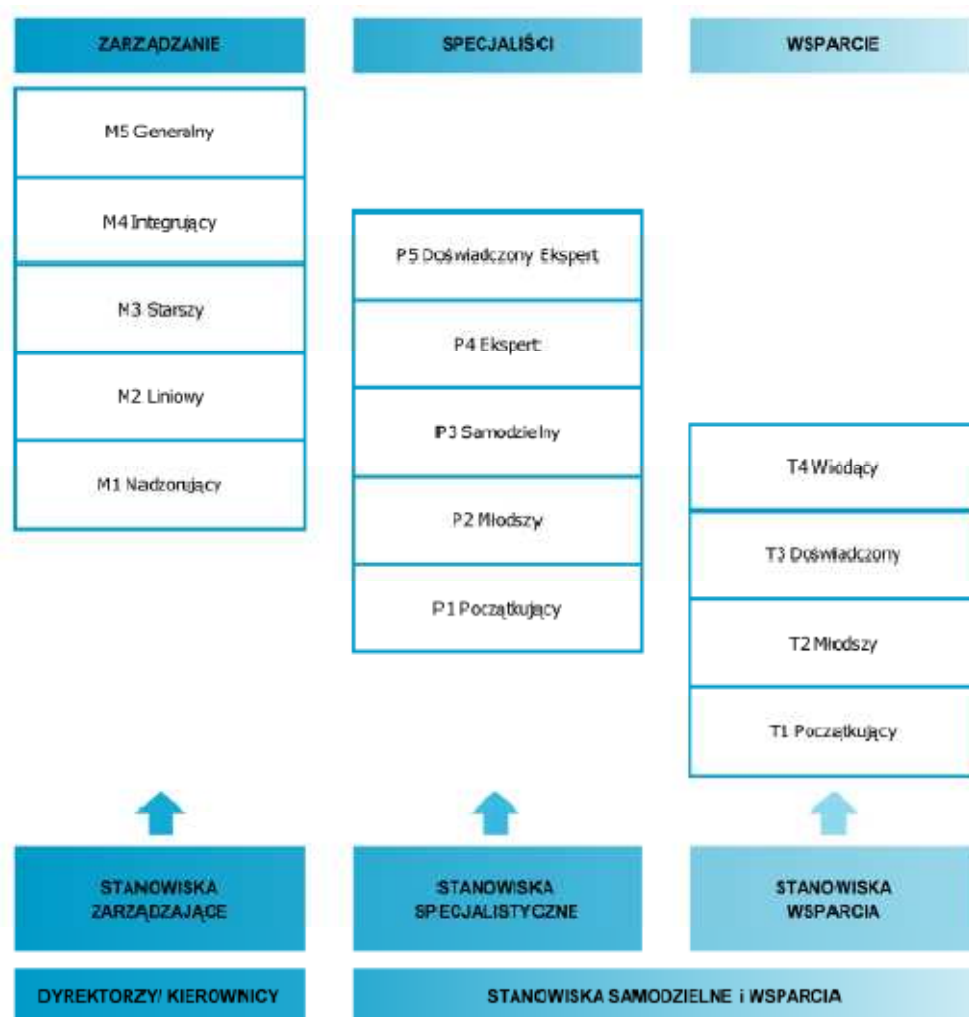 ZARZĄDZANIE
SPECJALIŚCI
WSPARCIE
M5 Generalny
M4 Integrujący
M3 Starszy
M2 Liniowy
M1 Nadzorujący
P5 Doświadczony Ekspert
P4 Ekspert
P3 Samodzielny
P2 Młodszy
P1 Początkujący
T4 Wiodący
T3 Doświadczony
T2 Młodszy
T1 Początkujący
STANOWISKA
ZARZĄDZAJĄCE
STANOWISKA
SPECJALISTYCZNE
STANOWISKA
WSPARCIA
DYREKTORZY/ KIEROWNICY
STANOWISKA SAMODZIELNE i WSPARCIA